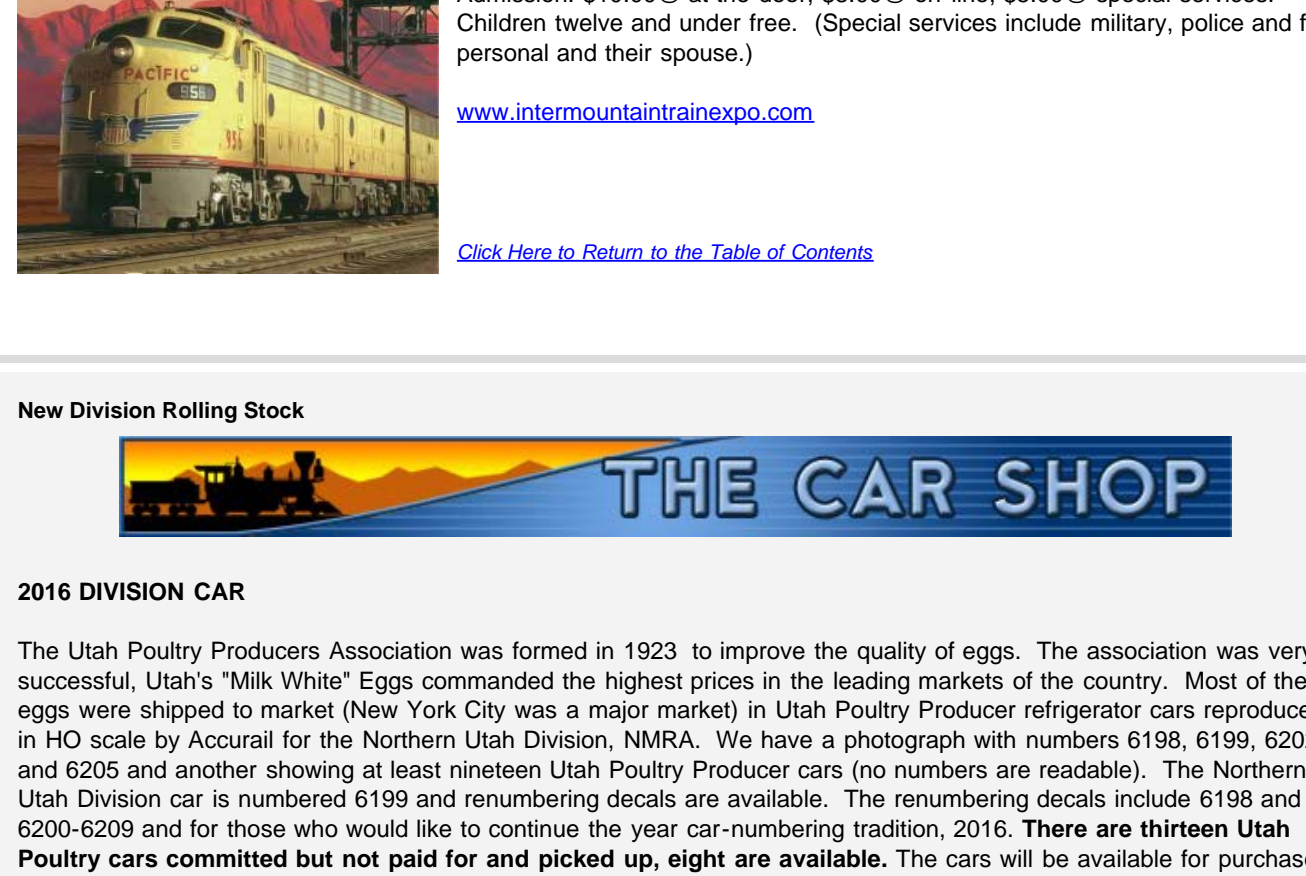 Children twelve and under free. (Special services include military, police and
personal and their spouse.)
UNION PACIFIC
956
956
UNION PACIFIC
www.intermountaintrainexpo.com
Click Here to Return to the Table of Contents
New Division Rolling Stock
THE CAR SHOP
2016 DIVISION CAR
The Utah Poultry Producers Association was formed in 1923 to improve the quality of eggs. The association was very
successful, Utah's "Milk White" Eggs commanded the highest prices in the leading markets of the country. Most of the
eggs were shipped to market (New York City was a major market) in Utah Poultry Producer refrigerator cars
in HO scale by Accurail for the Northern Utah Division, NMRA. We have a photograph with numbers 6198, 6199,
and 6205 and another showing at least nineteen Utah Poultry Producer cars (no numbers are readable). The Northern
Utah Division car is numbered 6199 and renumbering decals are available. The renumbering decals include 6198 and
6200-6209 and for those who would like to continue the year car-numbering tradition, 2016. There are thirteen Utah
Poultry cars committed but not paid for and picked up, eight are available. The cars will be available for purchase